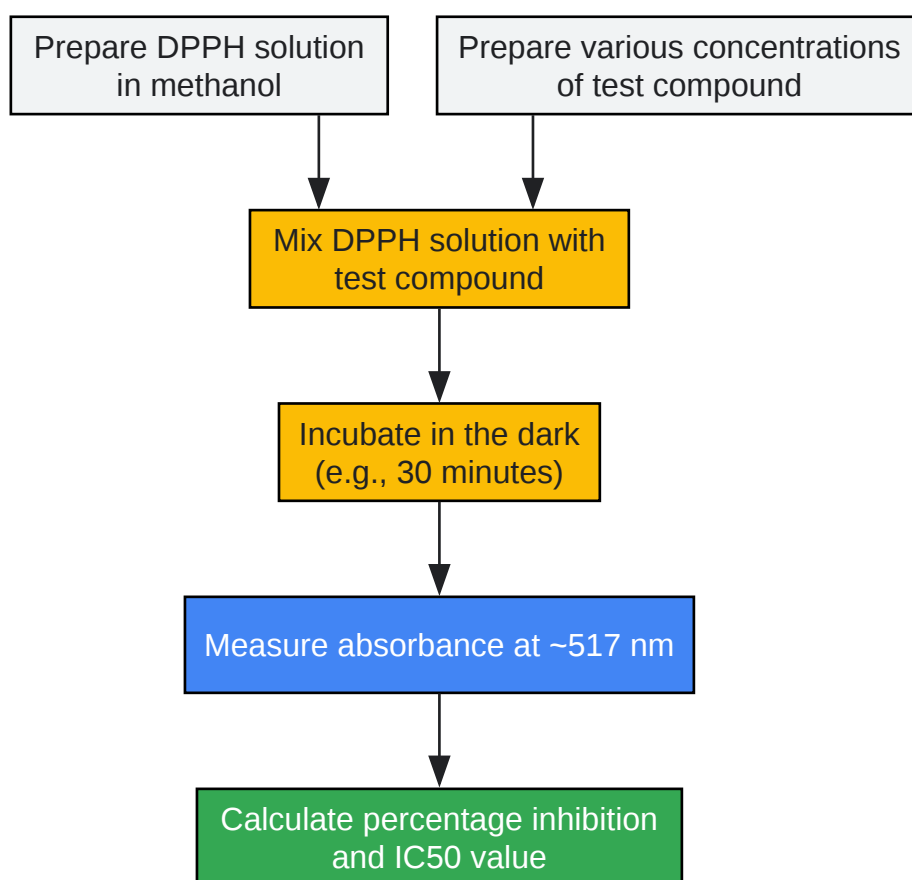 Prepare DPPH solution
in methanol
Prepare various concentrations
of test compound
Mix DPPH solution with
test compound
Incubate in the dark
(e.g., 30 minutes)
Measure absorbance at ~517 nm
Calculate percentage inhibition
and IC50 value